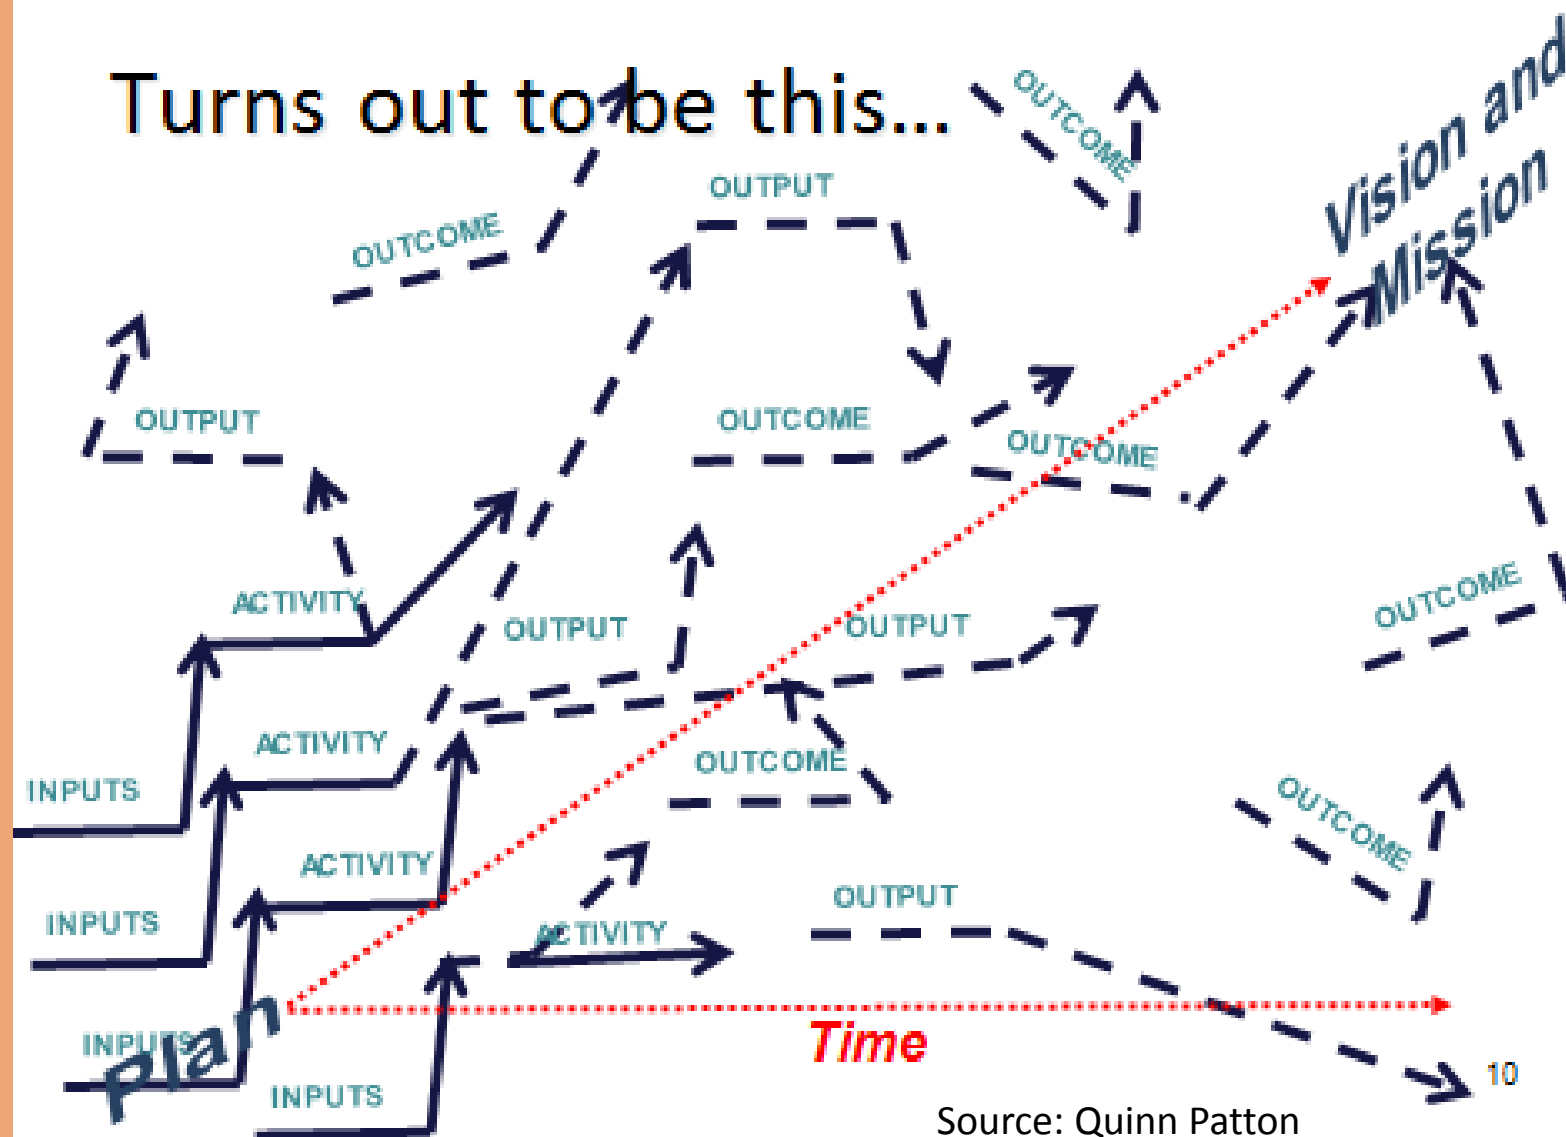 Turns out to be this...
OUTCOME
Vision and
Mission
OUTPUT
OUTCOME
OUTPUT
OUTCOME
OUTCOME
ACTIVITY
OUTPUT
OUTPUT
OUTCOME
ACTIVITY
OUTCOME
INPUTS
OUTCOME
ACTIVITY
OUTPUT
INPUTS
ACTIVITY
INPUTS
Plan
Time
INPUTS
10
Source: Quinn Patton